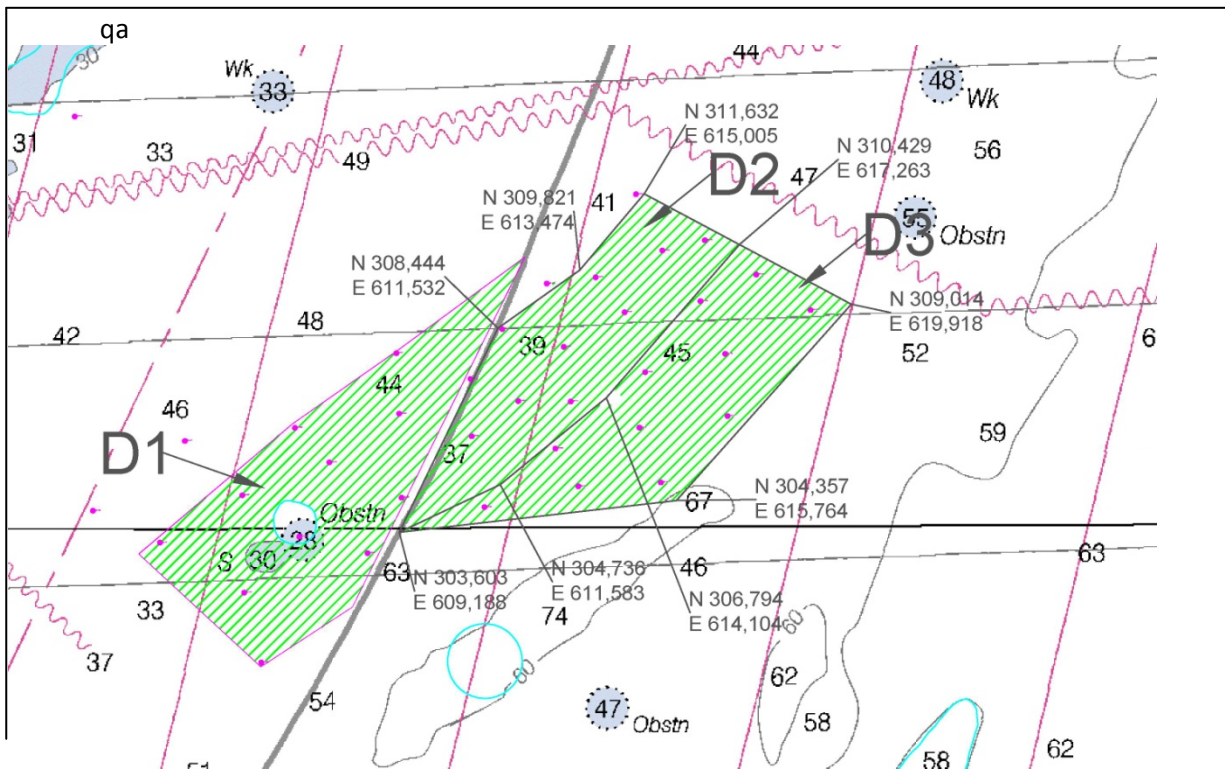 qa
30
44
Wk
33
48
Wk
31
33
49
N 311,632
E 615,005
56
N 310,429
E 617,263
47
D2
41
N 309,821
E 613,474
55
Obstn
D3
N 308,444
E 611,532
N 309,014
E 619,918
48
42
39
45
52
6
44
46
37
59
D1
Obstn
28
S
30
67
N 304,357
E 615,764
63
63
N 303,603
E 609,188
N 304,736
E 611,583
46
N 306,794
E 614,104
33
74
60
37
62
60
54
47
Obstn
58
62
58